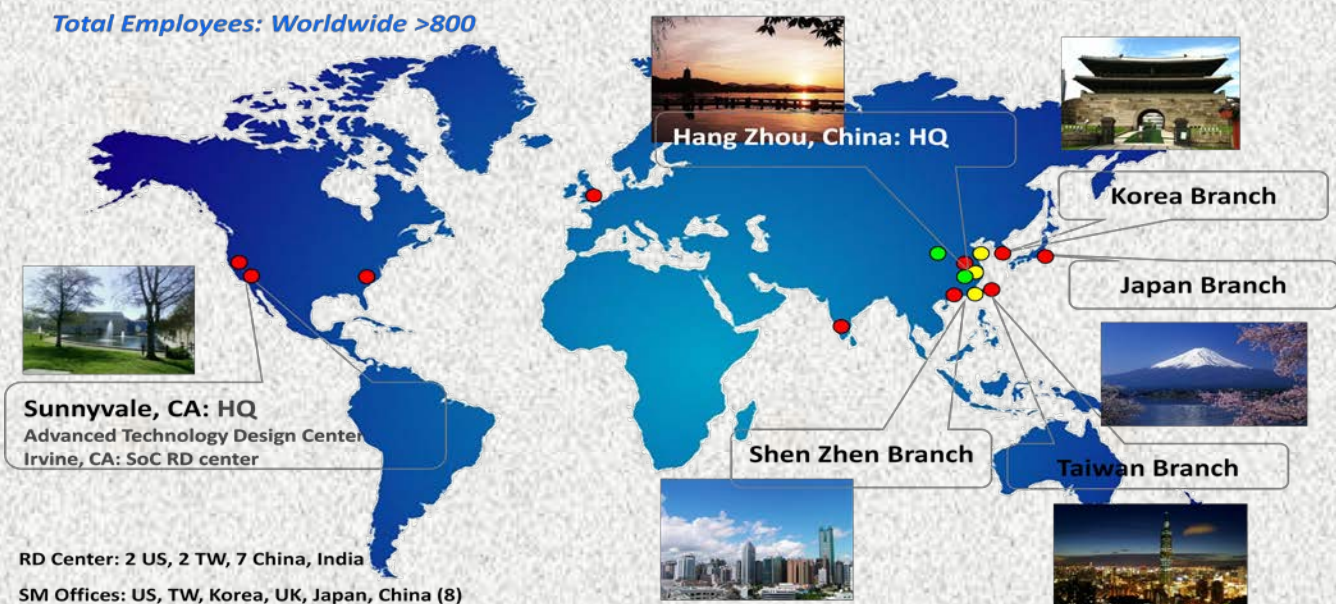 Total Employees: Worldwide >800
Hang Zhou, China: HQ
Korea Branch
Japan Branch
Sunnyvale, CA: HQ
Advanced Technology Design Center
Irvine, CA: SoC RD center
Shen Zhen Branch
Taiwan Branch
RD Center: 2 US, 2 TW, 7 China, India
SM Offices: US, TW, Korea, UK, Japan, China (8)